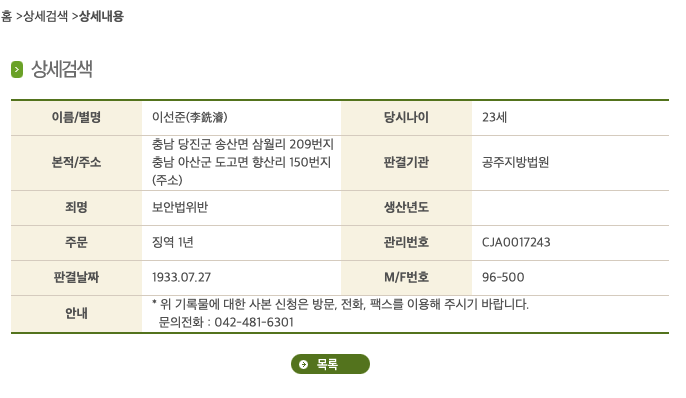 홈 >상세검색 >상세내용
상세검색
이름/별명 이선준(李銑濬) 당시나이 23세
본적/주소 충남 당진군 송산면 삼월리 209번지
충남 아산군 도고면 향산리 150번지
(주소) 판결기관 공주지방법원
죄명 보안법위반 생산년도
주문 징역 1년 관리번호 CJA0017243
판결날짜 1933.07.27 M/F번호 96-500
안내 * 위 기록물에 대한 사본 신청은 방문, 전화, 팩스를 이용해 주시기 바랍니다.
문의전화 : 042-481-6301
목록